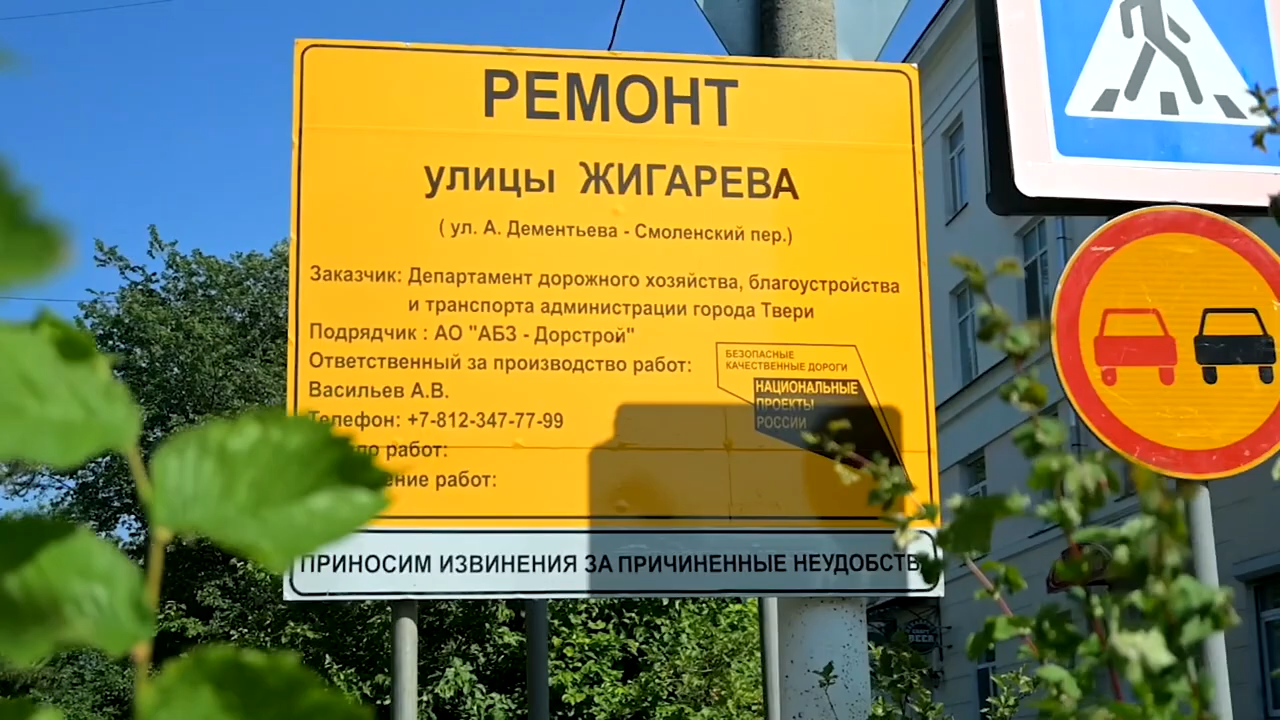 РЕМОНТ
улицы ЖИГАРЕВА
( ул. А. Дементьева - Смоленский пер.)
Заказчик: Департамент дорожного хозяйства, благоустройства
и транспорта администрации города Твери
Подрядчик : АО "АБЗ - Дорстрой"
Ответственный за производство работ:
Васильев А.В.
Телефон: +7-812-347-77-99
работ:
работ:
БЕЗОПАСНЫЕ
КАЧЕСТВЕННЫЕ ДОРОГИ
НАЦИОНАЛЬНЫЕ
ПРОЕКТЫ
РОССИИ
ПРИНОСИМ ИЗВИНЕНИЯ ЗА ПРИЧИНЕННЫЕ НЕУДОБСТВ
CRAFT
BEER